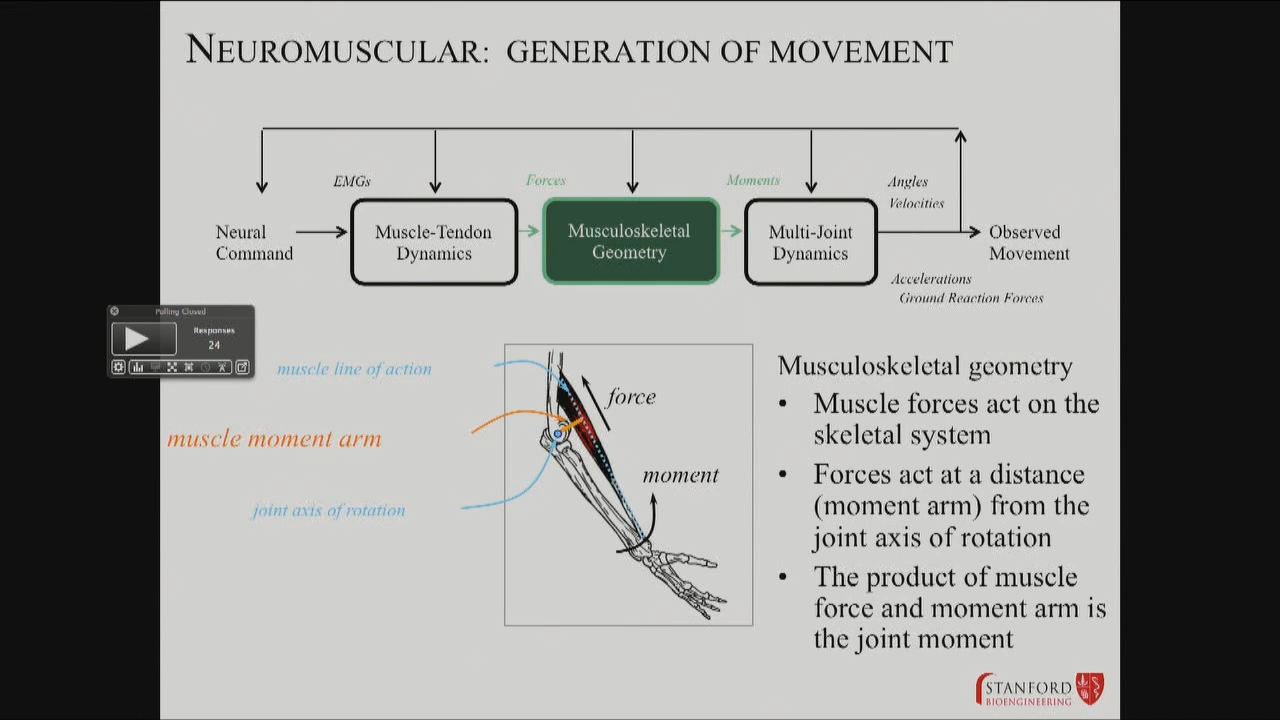 NEUROMUSCULAR: GENERATION OF MOVEMENT
EMGs
Forces
Moments
Angles
Velocities
Neural
Command
Muscle-Tendon
Dynamics
Musculoskeletal
Geometry
Multi-Joint
Dynamics
Observed
Movement
Accelerations
Ground Reaction Forces
Polling Closed
Responses
24
muscle line of action
muscle moment arm
joint axis of rotation
force
moment
Musculoskeletal geometry
• Muscle forces act on the
skeletal system
• Forces act at a distance
(moment arm) from the
joint axis of rotation
• The product of muscle
force and moment arm is
the joint moment
STANFORD
BIOENGINEERING